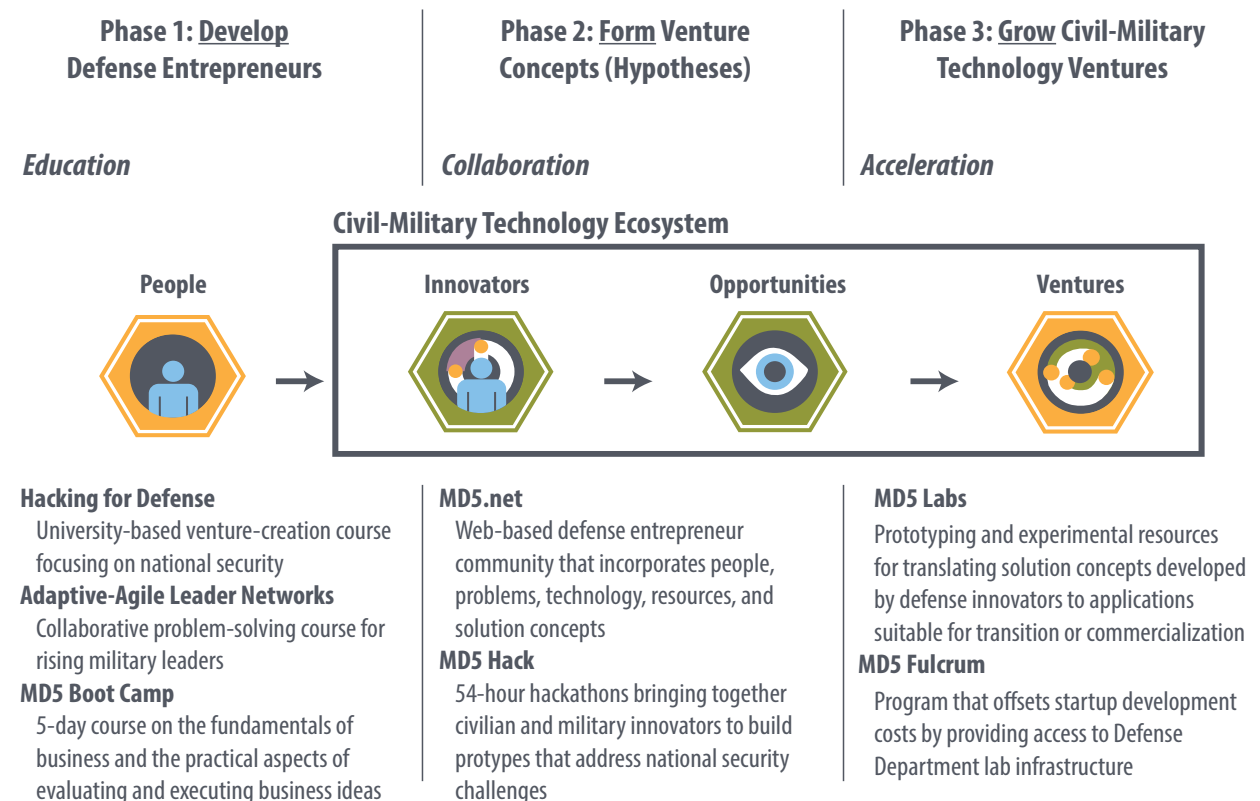 Phase 1: Develop
Defense Entrepreneurs
Phase 2: Form Venture
Concepts (Hypotheses)
Phase 3: Grow Civil-Military
Technology Ventures
Education
Collaboration
Acceleration
Civil-Military Technology Ecosystem
People
Innovators
Opportunities
Ventures
Hacking for Defense
University-based venture-creation course
focusing on national security
Adaptive-Agile Leader Networks
Collaborative problem-solving course for
rising military leaders
MD5 Boot Camp
5-day course on the fundamentals of
business and the practical aspects of
evaluating and executing business ideas
MD5.net
Web-based defense entrepreneur
community that incorporates people,
problems, technology, resources, and
solution concepts
MD5 Hack
54-hour hackathons bringing together
civilian and military innovators to build
protypes that address national security
challenges
MD5 Labs
Prototyping and experimental resources
for translating solution concepts developed
by defense innovators to applications
suitable for transition or commercialization
MD5 Fulcrum
Program that offsets startup development
costs by providing access to Defense
Department lab infrastructure